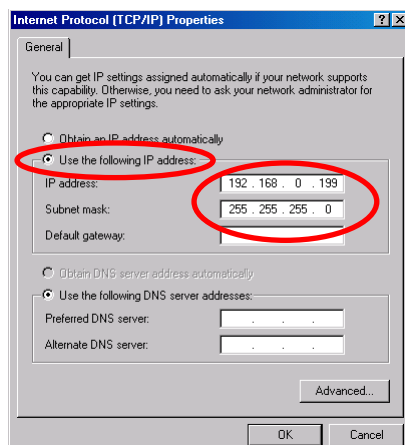 Internet Protocol (TCP/IP) Properties
General
You can get IP settings assigned automatically if your network supports
this capability. Otherwise, you need to ask your network administrator for
the appropriate IP settings.
Obtain an IP address automatically
Use the following IP address:
IP address: 192 . 168 . 0 . 199
Subnet mask: 255 . 255 . 255 . 0
Default gateway:
Obtain DNS server address automatically
Use the following DNS server addresses:
Preferred DNS server: . . .
Alternate DNS server: . . .
Advanced...
OK Cancel